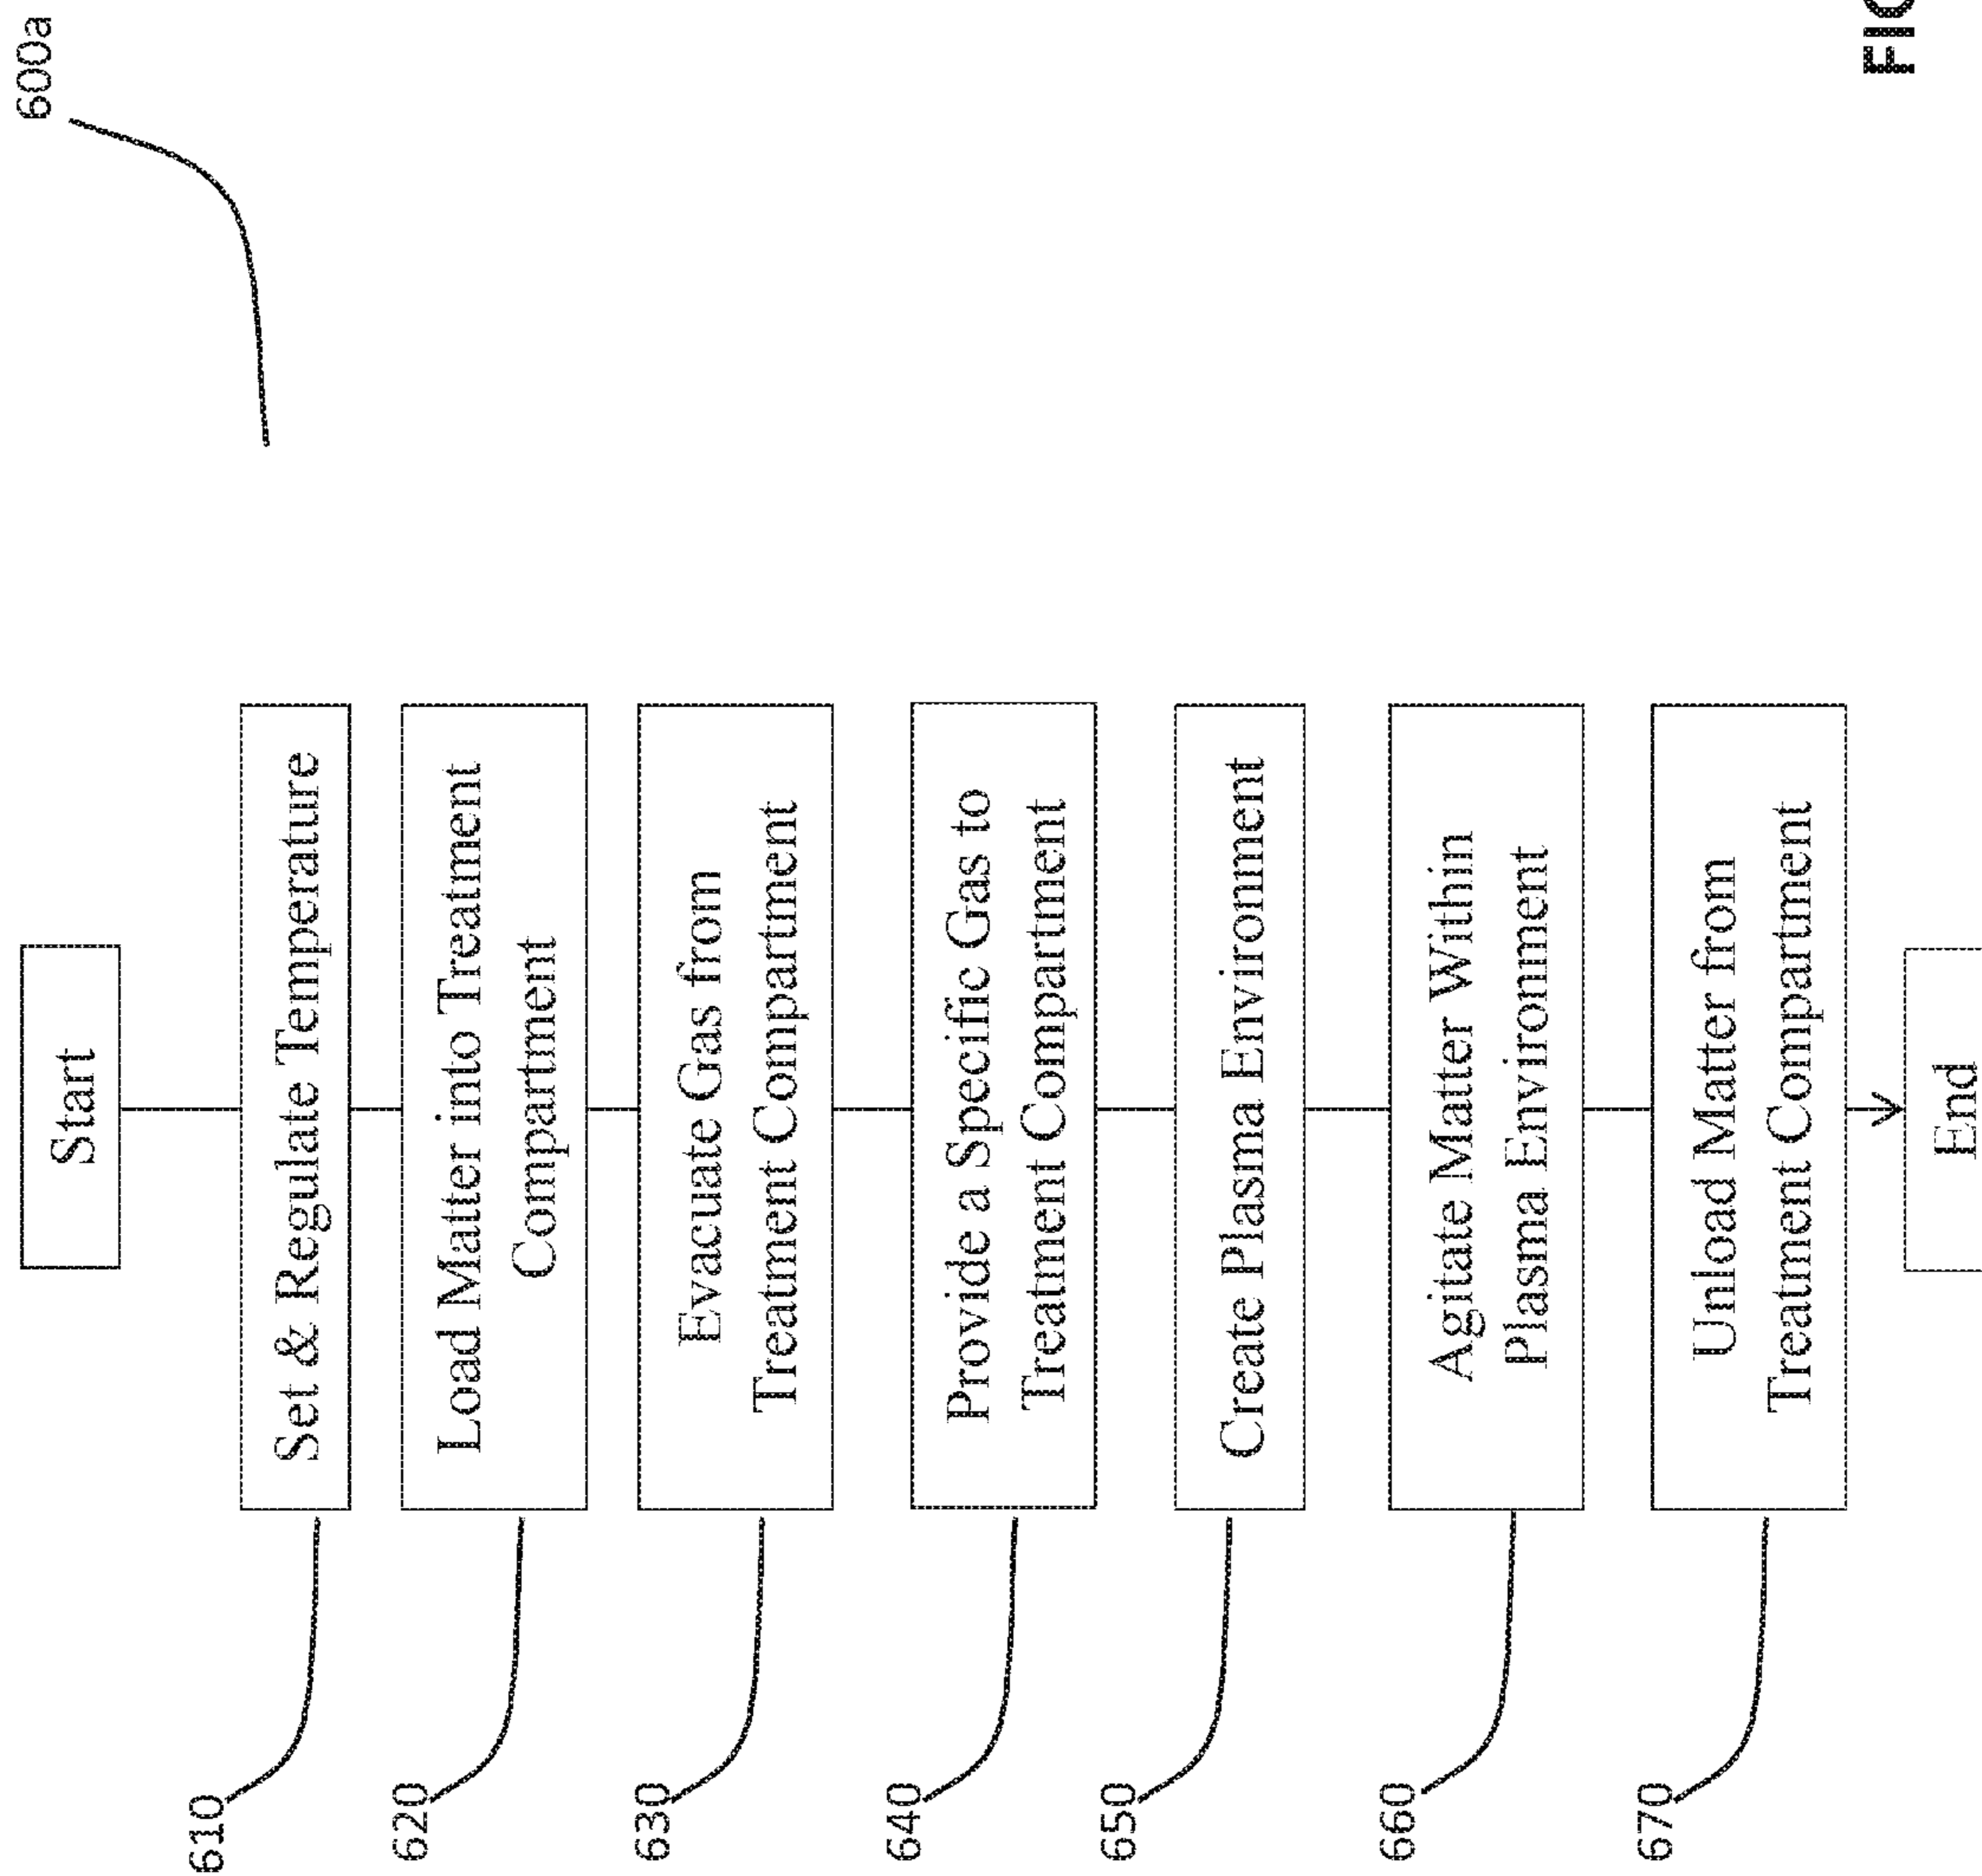 600a
Start
610
Set & Regulate Temperature
620
Load Matter into Treatment
Compartment
630
Evacuate Gas from
Treatment Compartment
640
Provide a Specific Gas to
Treatment Compartment
650
Create Plasma Environment
660
Agitate Matter Within
Plasma Environment
670
Unload Matter from
Treatment Compartment
End